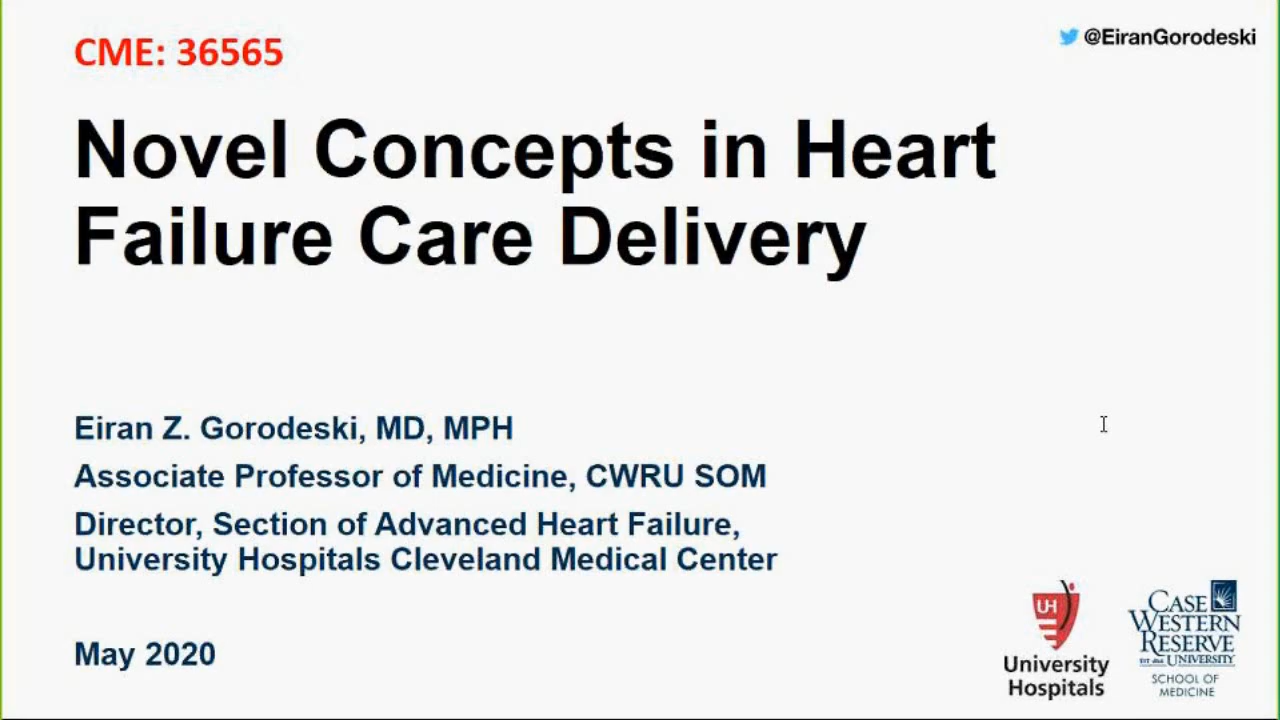 CME: 36565
@EiranGorodeski
Novel Concepts in Heart
Failure Care Delivery
Eiran Z. Gorodeski, MD, MPH
Associate Professor of Medicine, CWRU SOM
Director, Section of Advanced Heart Failure,
University Hospitals Cleveland Medical Center
May 2020
UH
University
Hospitals
CASE
WESTERN
RESERVE
UNIVERSITY
SCHOOL OF
MEDICINE